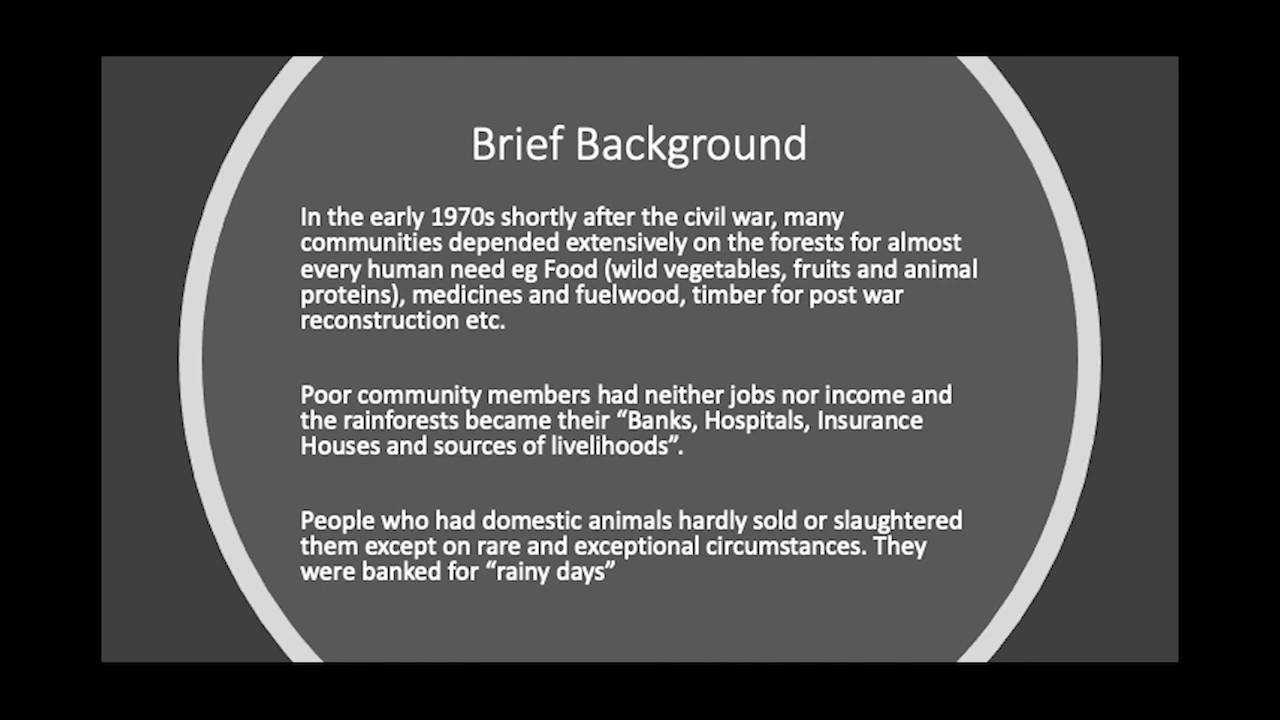 Brief Background
In the early 1970s shortly after the civil war, many
communities depended extensively on the forests for almost
every human need eg Food (wild vegetables, fruits and animal
proteins), medicines and fuelwood, timber for post war
reconstruction etc.
Poor community members had neither jobs nor income and
the rainforests became their “Banks, Hospitals, Insurance
Houses and sources of livelihoods”.
People who had domestic animals hardly sold or slaughtered
them except on rare and exceptional circumstances. They
were banked for “rainy days”